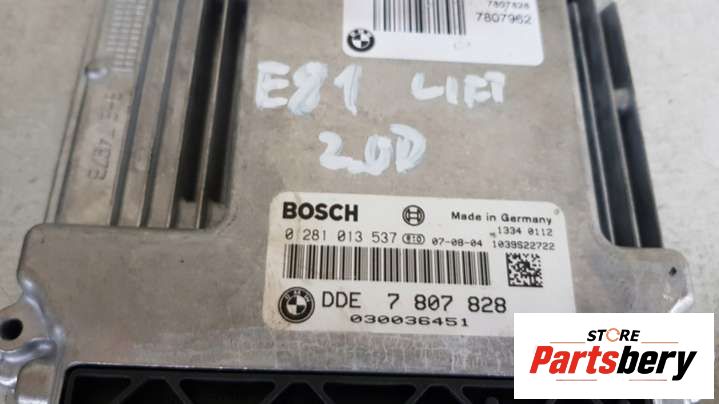 7807828
7807962
E81 LIFT
2.0D
BOSCH Made in Germany
0 281 013 537 07-08-04 1334 0112
1039S22722
DDE 7 807 828
030036451
STORE
Partsbery